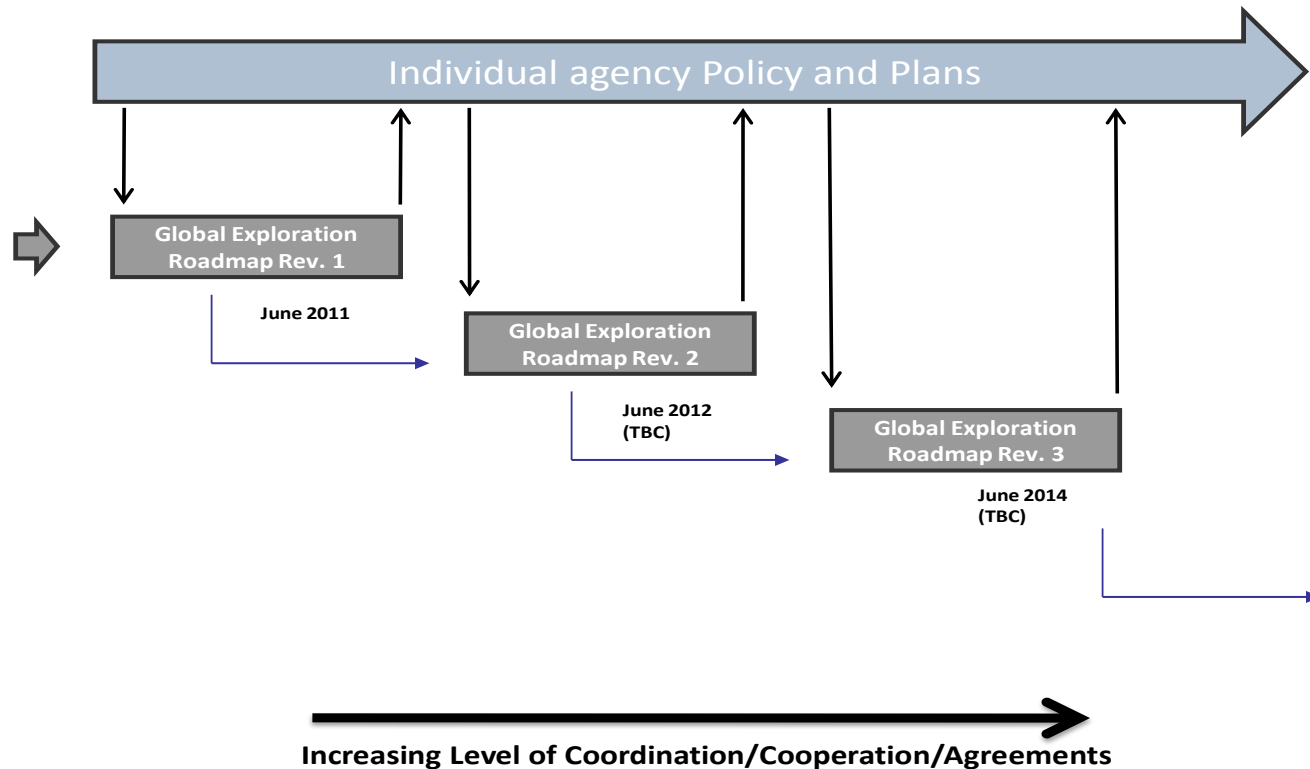 Individual agency Policy and Plans
Global Exploration
Roadmap Rev. 1
June 2011
Global Exploration
Roadmap Rev. 2
June 2012
(TBC)
Global Exploration
Roadmap Rev. 3
June 2014
(TBC)
Increasing Level of Coordination/Cooperation/Agreements